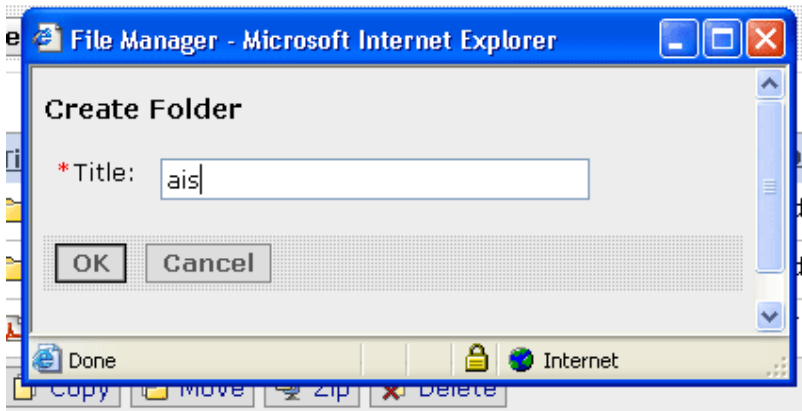 File Manager - Microsoft Internet Explorer
Create Folder
*Title: ais
OK Cancel
Done Internet
Copy Move Zip Delete